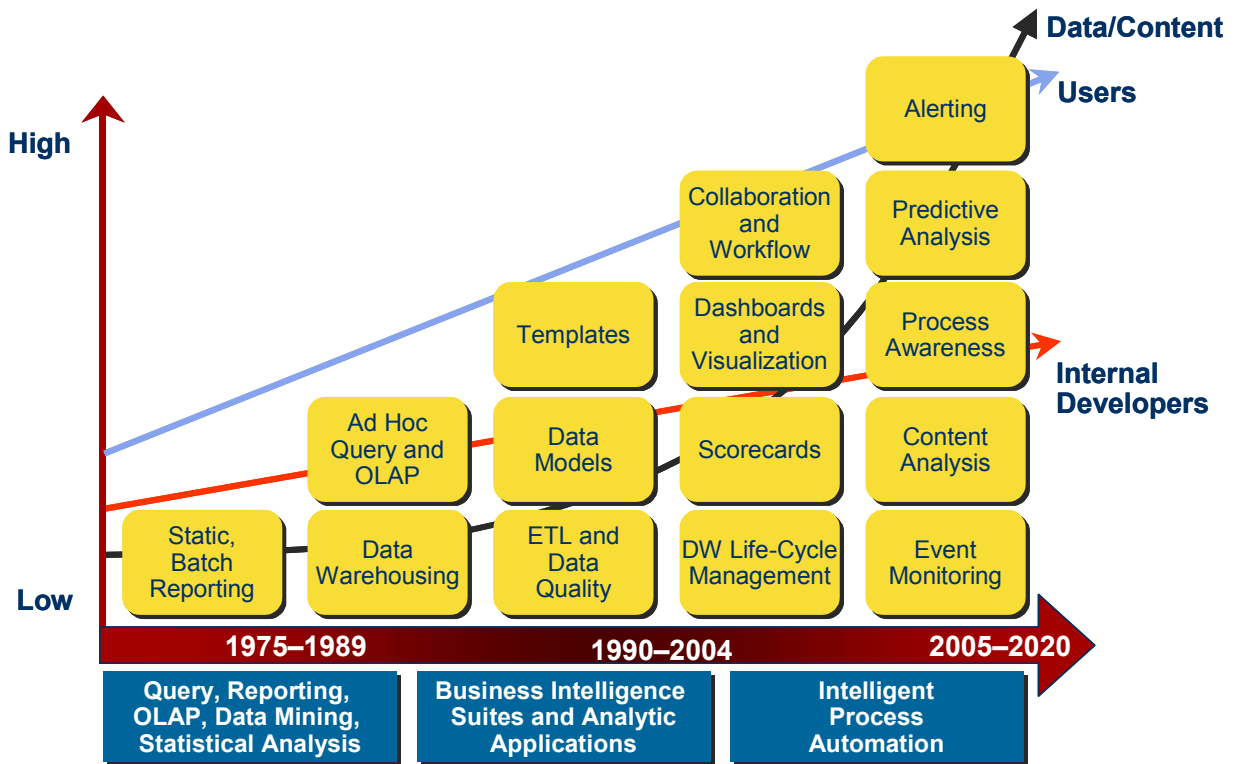 Data/Content
Users
Alerting
High
Collaboration
and
Workflow
Predictive
Analysis
Templates
Dashboards
and
Visualization
Process
Awareness
Internal
Developers
Ad Hoc
Query and
OLAP
Data
Models
Scorecards
Content
Analysis
Static,
Batch
Reporting
Data
Warehousing
ETL and
Data
Quality
DW Life-Cycle
Management
Event
Monitoring
Low
1975–1989
1990–2004
2005–2020
Query, Reporting,
OLAP, Data Mining,
Statistical Analysis
Business Intelligence
Suites and Analytic
Applications
Intelligent
Process
Automation